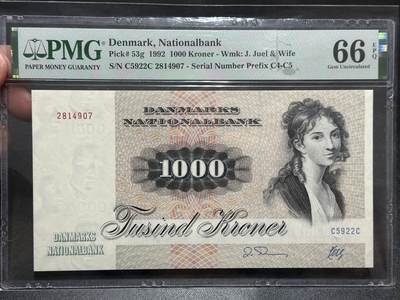 PMG
PAPER MONEY GUARANTY
Denmark, Nationalbank
Pick# 53g 1992 1000 Kroner - Wmk: J. Juel & Wife
S/N C5922C 2814907 - Serial Number Prefix C4-C5
66 EPQ
Gem Uncirculated
2814907
DANMARKS
NATIONALBANK
1000
Tusind Kroner
DANMARKS
NATIONALBANK
C5922C